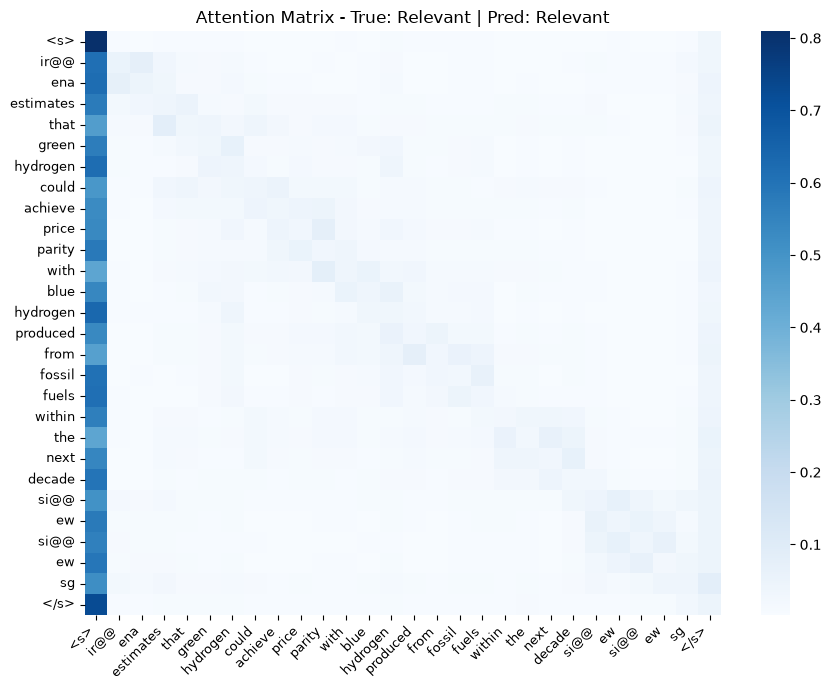 Attention Matrix - True: Relevant | Pred: Relevant
<s>
ir@@
ena
estimates
that
green
hydrogen
could
achieve
price
parity
with
blue
hydrogen
produced
from
fossil
fuels
within
the
next
decade
si@@
ew
si@@
ew
sg
</s>
<s>
ir@@
ena
estimates
that
green
hydrogen
could
achieve
price
parity
with
blue
hydrogen
produced
from
fossil
fuels
within
the
next
decade
si@@
ew
si@@
ew
sg
</s>
0.8
0.7
0.6
0.5
0.4
0.3
0.2
0.1